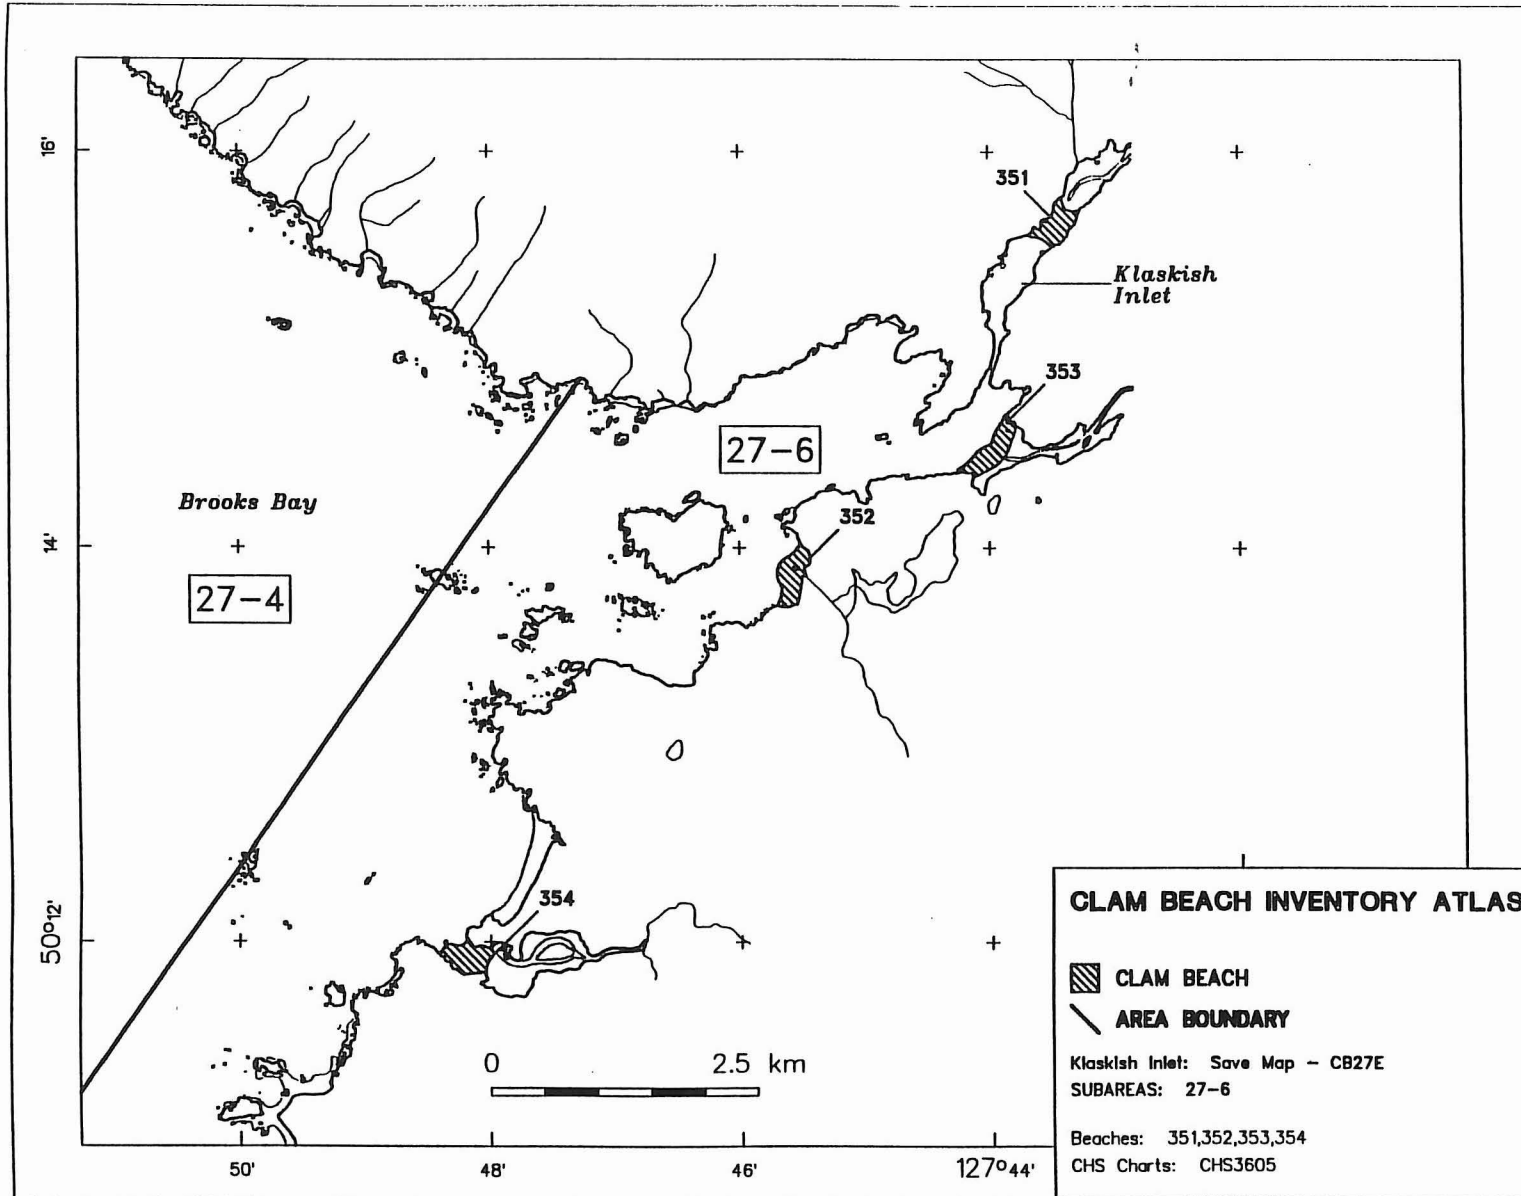 16'
351
Klaskish
Inlet
353
27-6
Brooks Bay
352
14'
27-4
354
50°12'
0 2.5 km
50' 48' 46' 127°44'
CLAM BEACH INVENTORY ATLAS
CLAM BEACH
AREA BOUNDARY
Klaskish Inlet: Save Map - CB27E
SUBAREAS: 27-6
Beaches: 351,352,353,354
CHS Charts: CHS3605